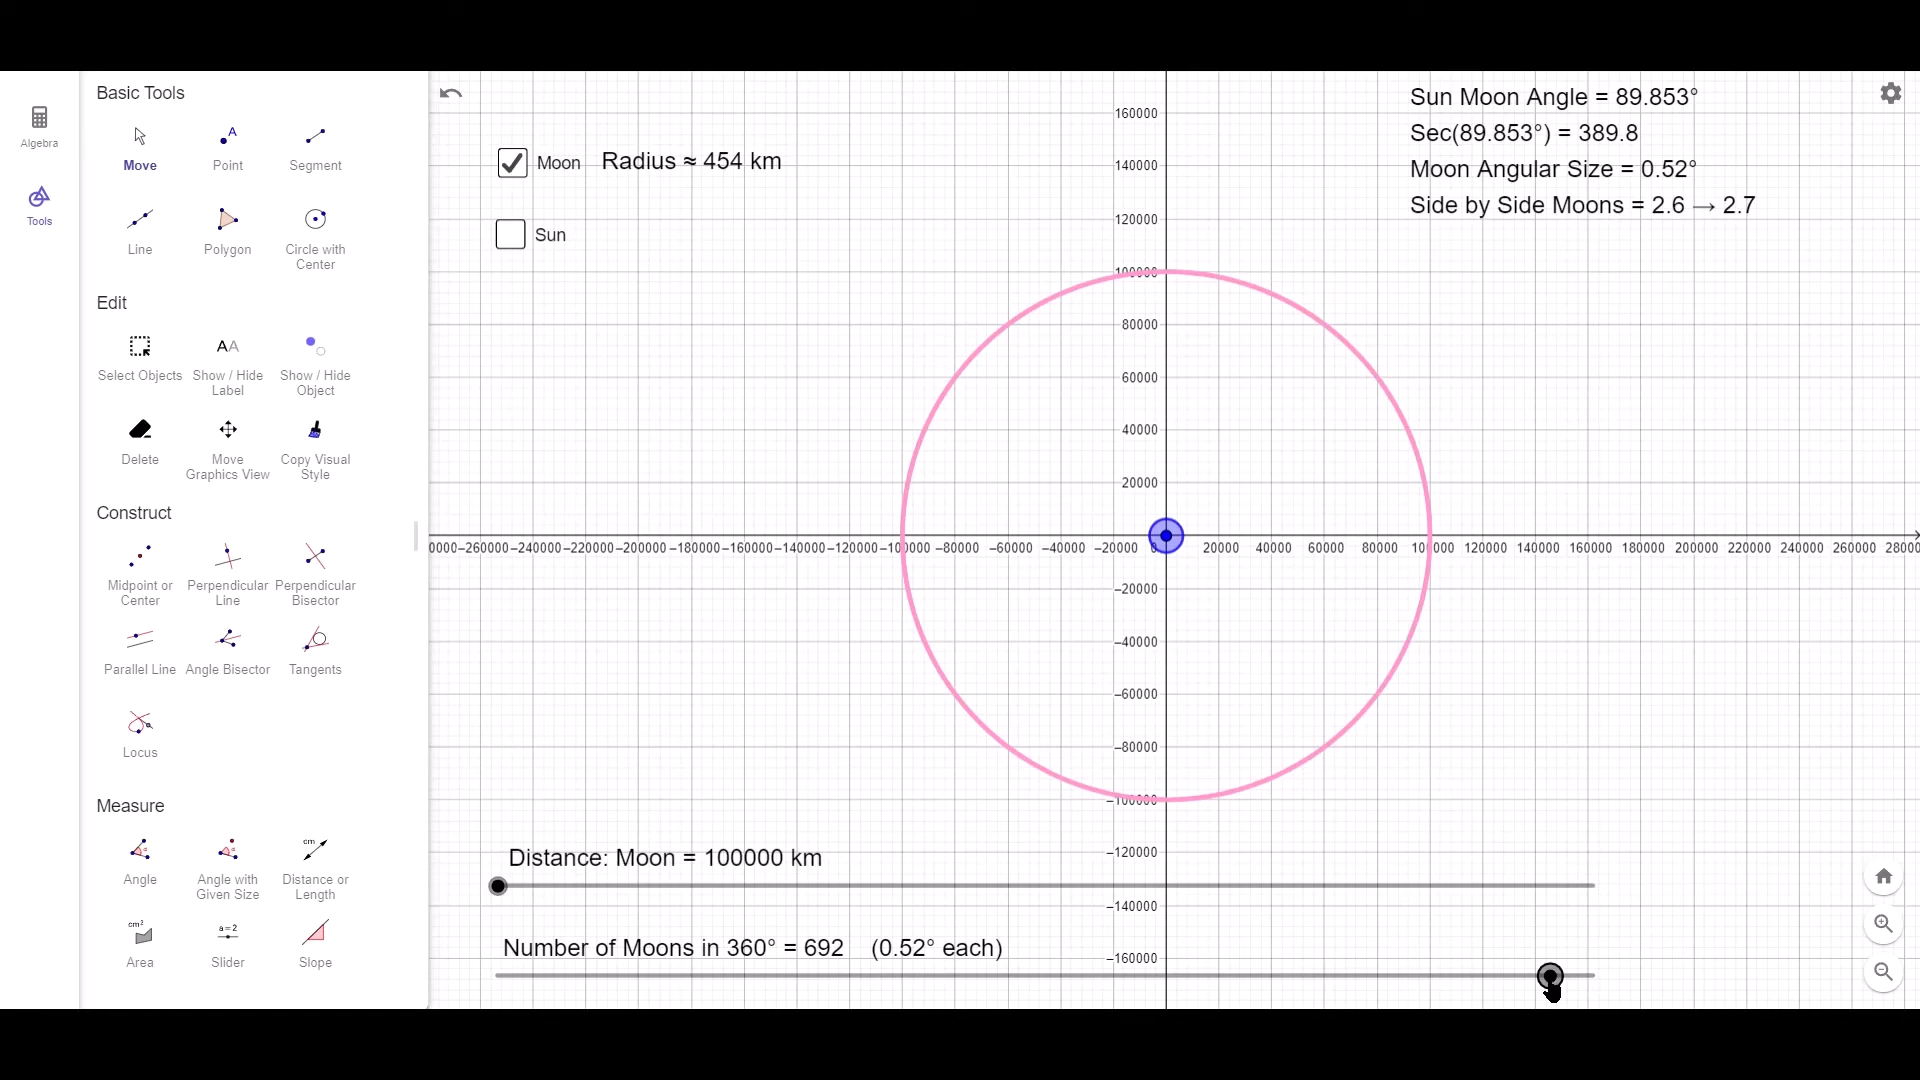 Algebra
Tools
Basic Tools
Move
Point
Segment
Line
Polygon
Circle with Center
Edit
Select Objects
Show / Hide Label
Show / Hide Object
Delete
Move Graphics View
Copy Visual Style
Construct
Midpoint or Center
Perpendicular Line
Perpendicular Bisector
Parallel Line
Angle Bisector
Tangents
Locus
Measure
Angle
Angle with Given Size
cm
Distance or Length
cm²
Area
a=2
Slider
Slope
Moon Radius ≈ 454 km
Sun
Sun Moon Angle = 89.853°
Sec(89.853°) = 389.8
Moon Angular Size = 0.52°
Side by Side Moons = 2.6 → 2.7
160000
140000
120000
100000
80000
60000
40000
20000
−260000 −240000 −220000 −200000 −180000 −160000 −140000 −120000 −100000 −80000 −60000 −40000 −20000 0 20000 40000 60000 80000 100000 120000 140000 160000 180000 200000 220000 240000 260000
−20000
−40000
−60000
−80000
−100000
−120000
−140000
−160000
Distance: Moon = 100000 km
Number of Moons in 360° = 692 (0.52° each)